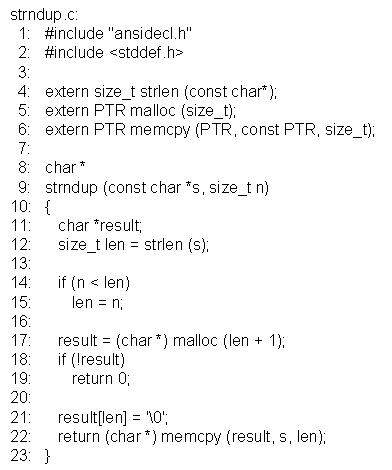 strndup.c:
1: #include "ansidecl.h"
2: #include <stddef.h>
3:
4: extern size_t strlen (const char*);
5: extern PTR malloc (size_t);
6: extern PTR memcpy (PTR, const PTR, size_t);
7:
8: char *
9: strndup (const char *s, size_t n)
10: {
11: char *result;
12: size_t len = strlen (s);
13:
14: if (n < len)
15: len = n;
16:
17: result = (char *) malloc (len + 1);
18: if (!result)
19: return 0;
20:
21: result[len] = '\0';
22: return (char *) memcpy (result, s, len);
23: }